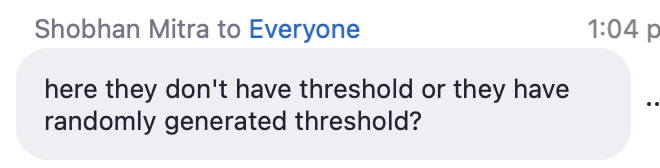 Shobhan Mitra to Everyone 1:04 p
here they don't have threshold or they have
randomly generated threshold?